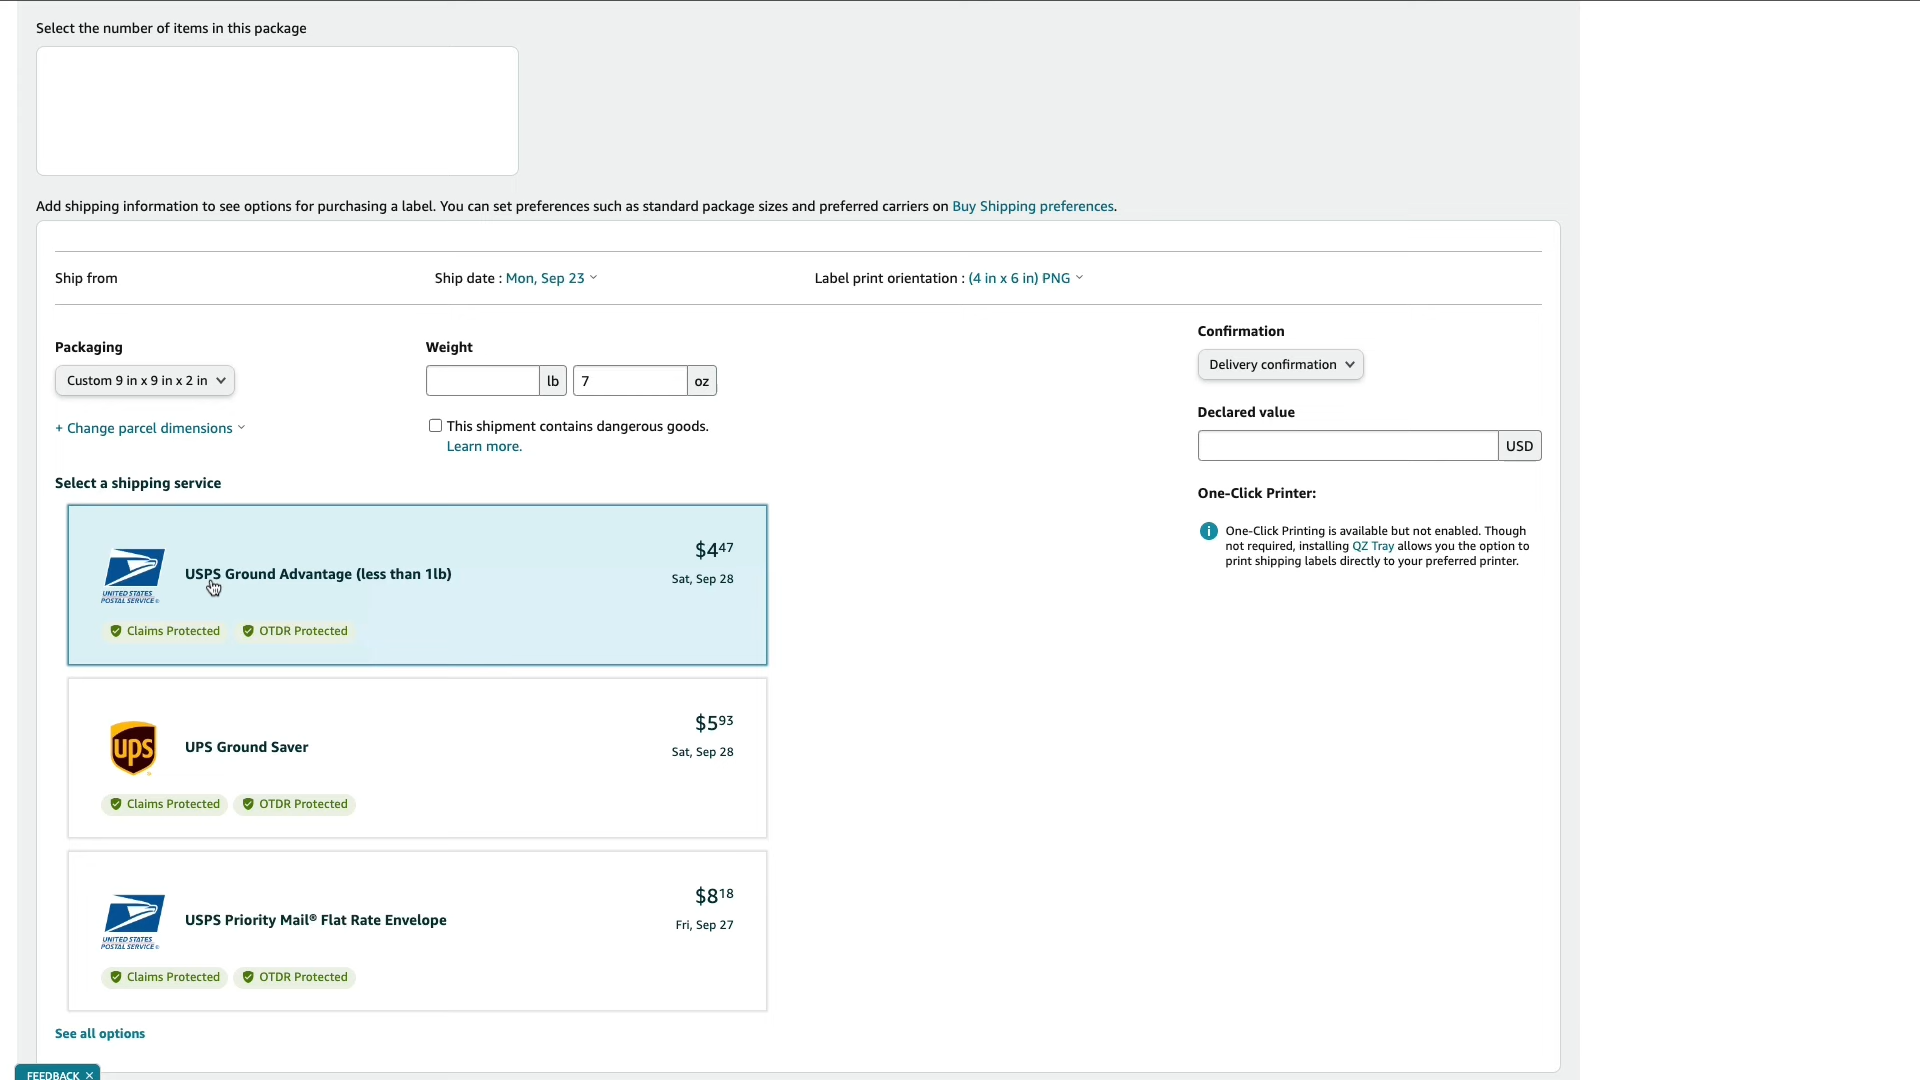 Select the number of items in this package
Add shipping information to see options for purchasing a label. You can set preferences such as standard package sizes and preferred carriers on Buy Shipping preferences.
Ship from
Ship date : Mon, Sep 23
Label print orientation : (4 in x 6 in) PNG
Confirmation
Packaging
Weight
Delivery confirmation
Custom 9 in x 9 in x 2 in
lb
7
oz
Declared value
+ Change parcel dimensions
This shipment contains dangerous goods.
Learn more.
USD
Select a shipping service
One-Click Printer:
One-Click Printing is available but not enabled. Though
not required, installing QZ Tray allows you the option to
print shipping labels directly to your preferred printer.
$4 47
USPS Ground Advantage (less than 1lb)
Sat, Sep 28
UNITED STATES
POSTAL SERVICE®
Claims Protected
OTDR Protected
$5 93
ups
UPS Ground Saver
Sat, Sep 28
Claims Protected
OTDR Protected
$8 18
USPS Priority Mail® Flat Rate Envelope
Fri, Sep 27
UNITED STATES
POSTAL SERVICE®
Claims Protected
OTDR Protected
See all options
FEEDBACK